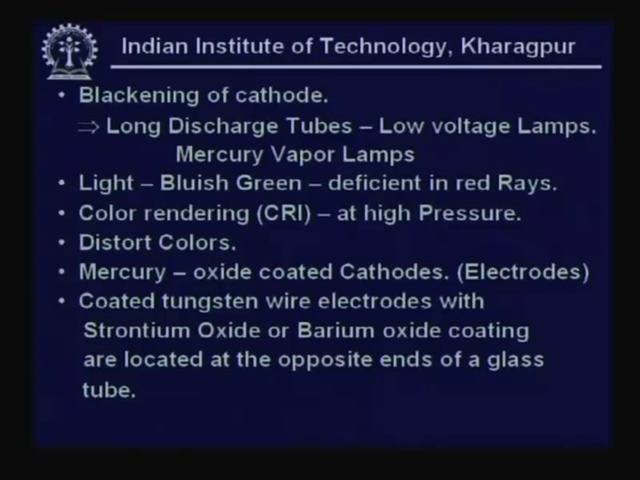 Indian Institute of Technology, Kharagpur
• Blackening of cathode.
⇒ Long Discharge Tubes – Low voltage Lamps.
Mercury Vapor Lamps
• Light – Bluish Green – deficient in red Rays.
• Color rendering (CRI) – at high Pressure.
• Distort Colors.
• Mercury – oxide coated Cathodes. (Electrodes)
• Coated tungsten wire electrodes with
Strontium Oxide or Barium oxide coating
are located at the opposite ends of a glass
tube.